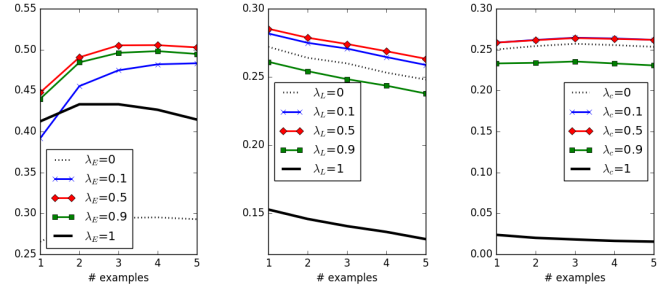 0.55
0.50
0.45
0.40
0.35
0.30
0.25
λ_E=0
λ_E=0.1
λ_E=0.5
λ_E=0.9
λ_E=1
1 2 3 4 5
# examples
0.30
0.25
0.20
0.15
λ_L=0
λ_L=0.1
λ_L=0.5
λ_L=0.9
λ_L=1
1 2 3 4 5
# examples
0.30
0.25
0.20
0.15
0.10
0.05
0.00
λ_c=0
λ_c=0.1
λ_c=0.5
λ_c=0.9
λ_c=1
1 2 3 4 5
# examples